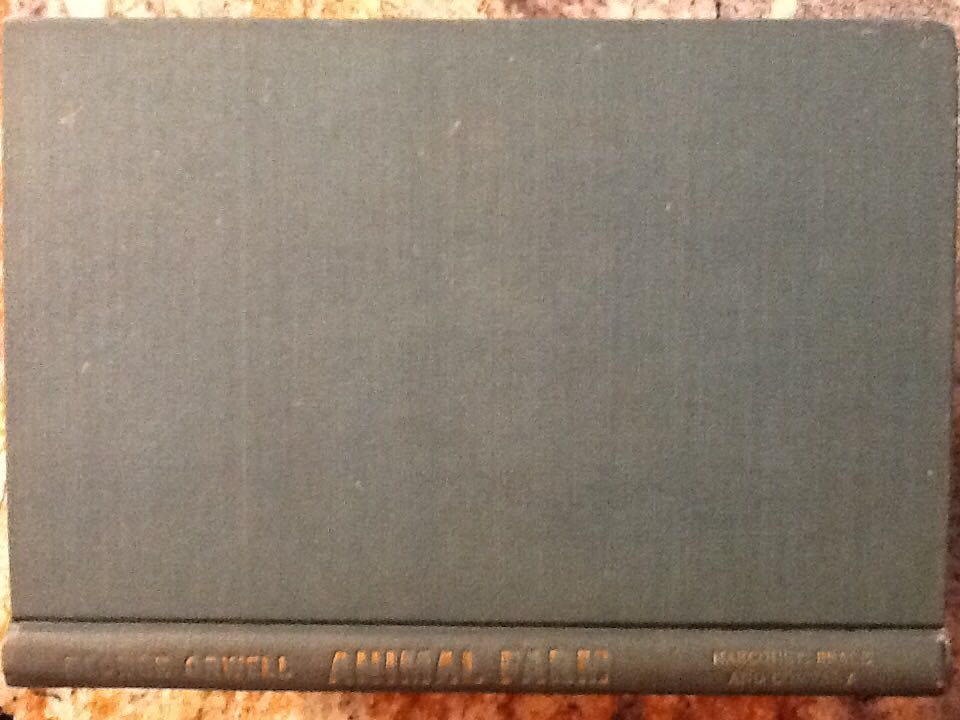 GEORGE ORWELL
ANIMAL FARM
HARCOURT, BRACE
AND COMPANY